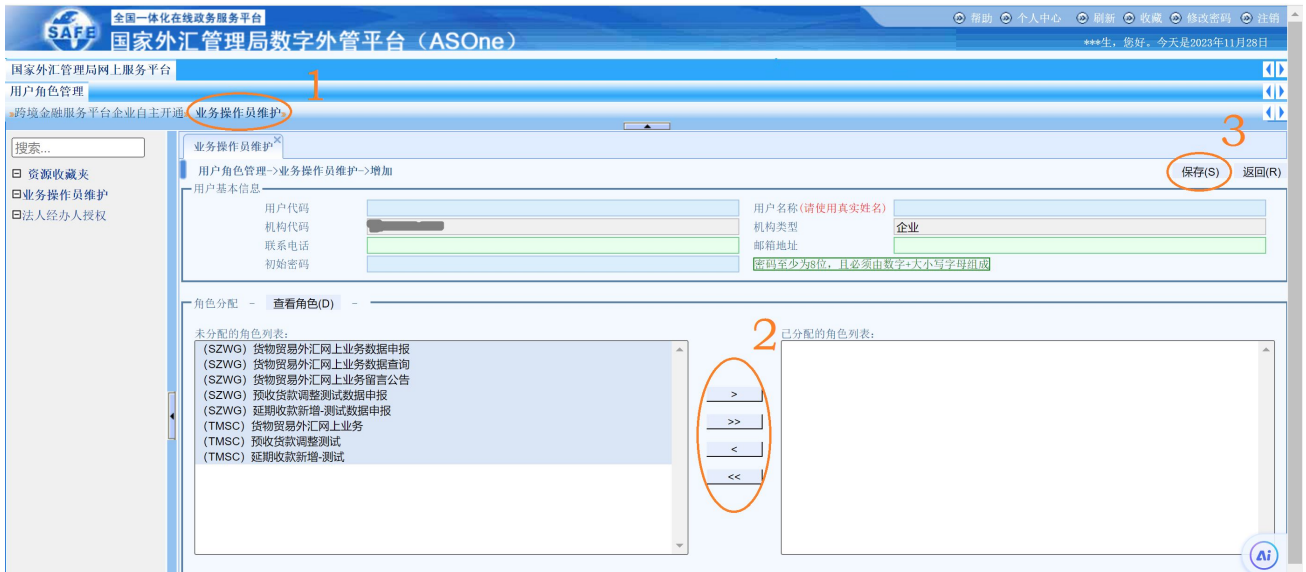 SAFE
全国一体化在线政务服务平台
国家外汇管理局数字外管平台（ASOne）
帮助 个人中心 刷新 收藏 修改密码 注销
***生，您好。今天是2023年11月28日
国家外汇管理局网上服务平台
用户角色管理
1
»跨境金融服务平台企业自主开通» 业务操作员维护»
3
搜索...
业务操作员维护
资源收藏夹
用户角色管理->业务操作员维护->增加
保存(S) 返回(R)
业务操作员维护
用户基本信息
法人经办人授权
用户代码 用户名称(请使用真实姓名)
机构代码 机构类型 企业
联系电话 邮箱地址
初始密码 密码至少为8位，且必须由数字+大小写字母组成
角色分配 - 查看角色(D) -
未分配的角色列表: 2 已分配的角色列表:
（SZWG）货物贸易外汇网上业务数据申报
（SZWG）货物贸易外汇网上业务数据查询
（SZWG）货物贸易外汇网上业务留言公告
（SZWG）预收货款调整测试数据申报
（SZWG）延期收款新增-测试数据申报
（TMSC）货物贸易外汇网上业务
（TMSC）预收货款调整测试
（TMSC）延期收款新增-测试
>
>>
<
<<
Ai